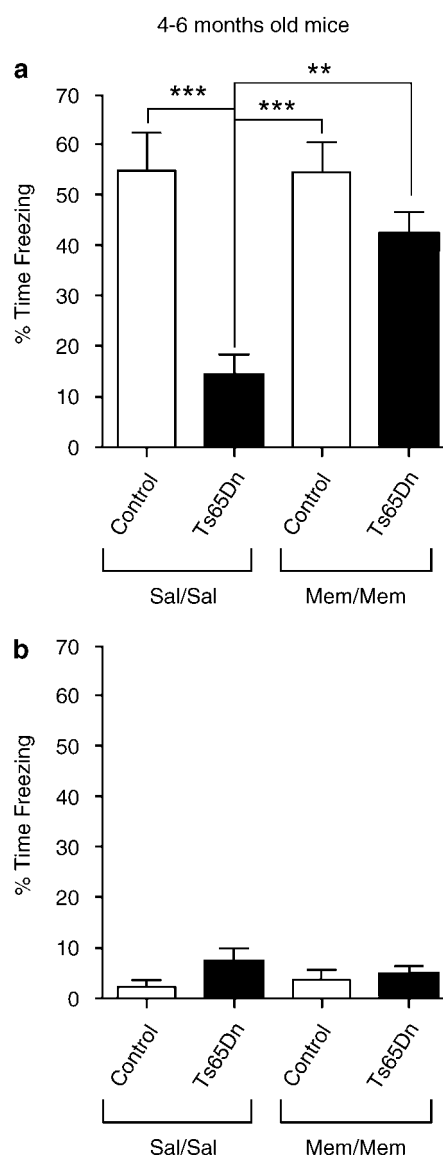 4-6 months old mice
a
*** ***  **
70
60
50
40
30
20
10
0
% Time Freezing
Control
Ts65Dn
Control
Ts65Dn
Sal/Sal Mem/Mem
b
70
60
50
40
30
20
10
0
% Time Freezing
Control
Ts65Dn
Control
Ts65Dn
Sal/Sal Mem/Mem